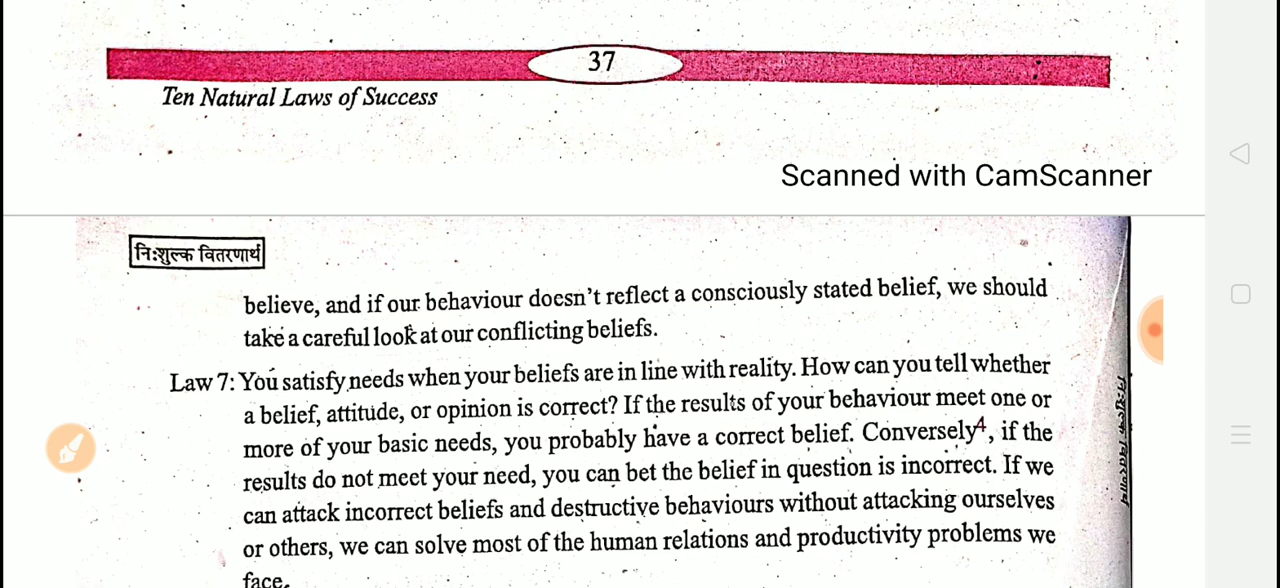 37
Ten Natural Laws of Success
Scanned with CamScanner
नि:शुल्क वितरणार्थ
believe, and if our behaviour doesn't reflect a consciously stated belief, we should
take a careful look at our conflicting beliefs.
Law 7: You satisfy needs when your beliefs are in line with reality. How can you tell whether
a belief, attitude, or opinion is correct? If the results of your behaviour meet one or
more of your basic needs, you probably have a correct belief. Conversely4, if the
results do not meet your need, you can bet the belief in question is incorrect. If we
can attack incorrect beliefs and destructive behaviours without attacking ourselves
or others, we can solve most of the human relations and productivity problems we
face.